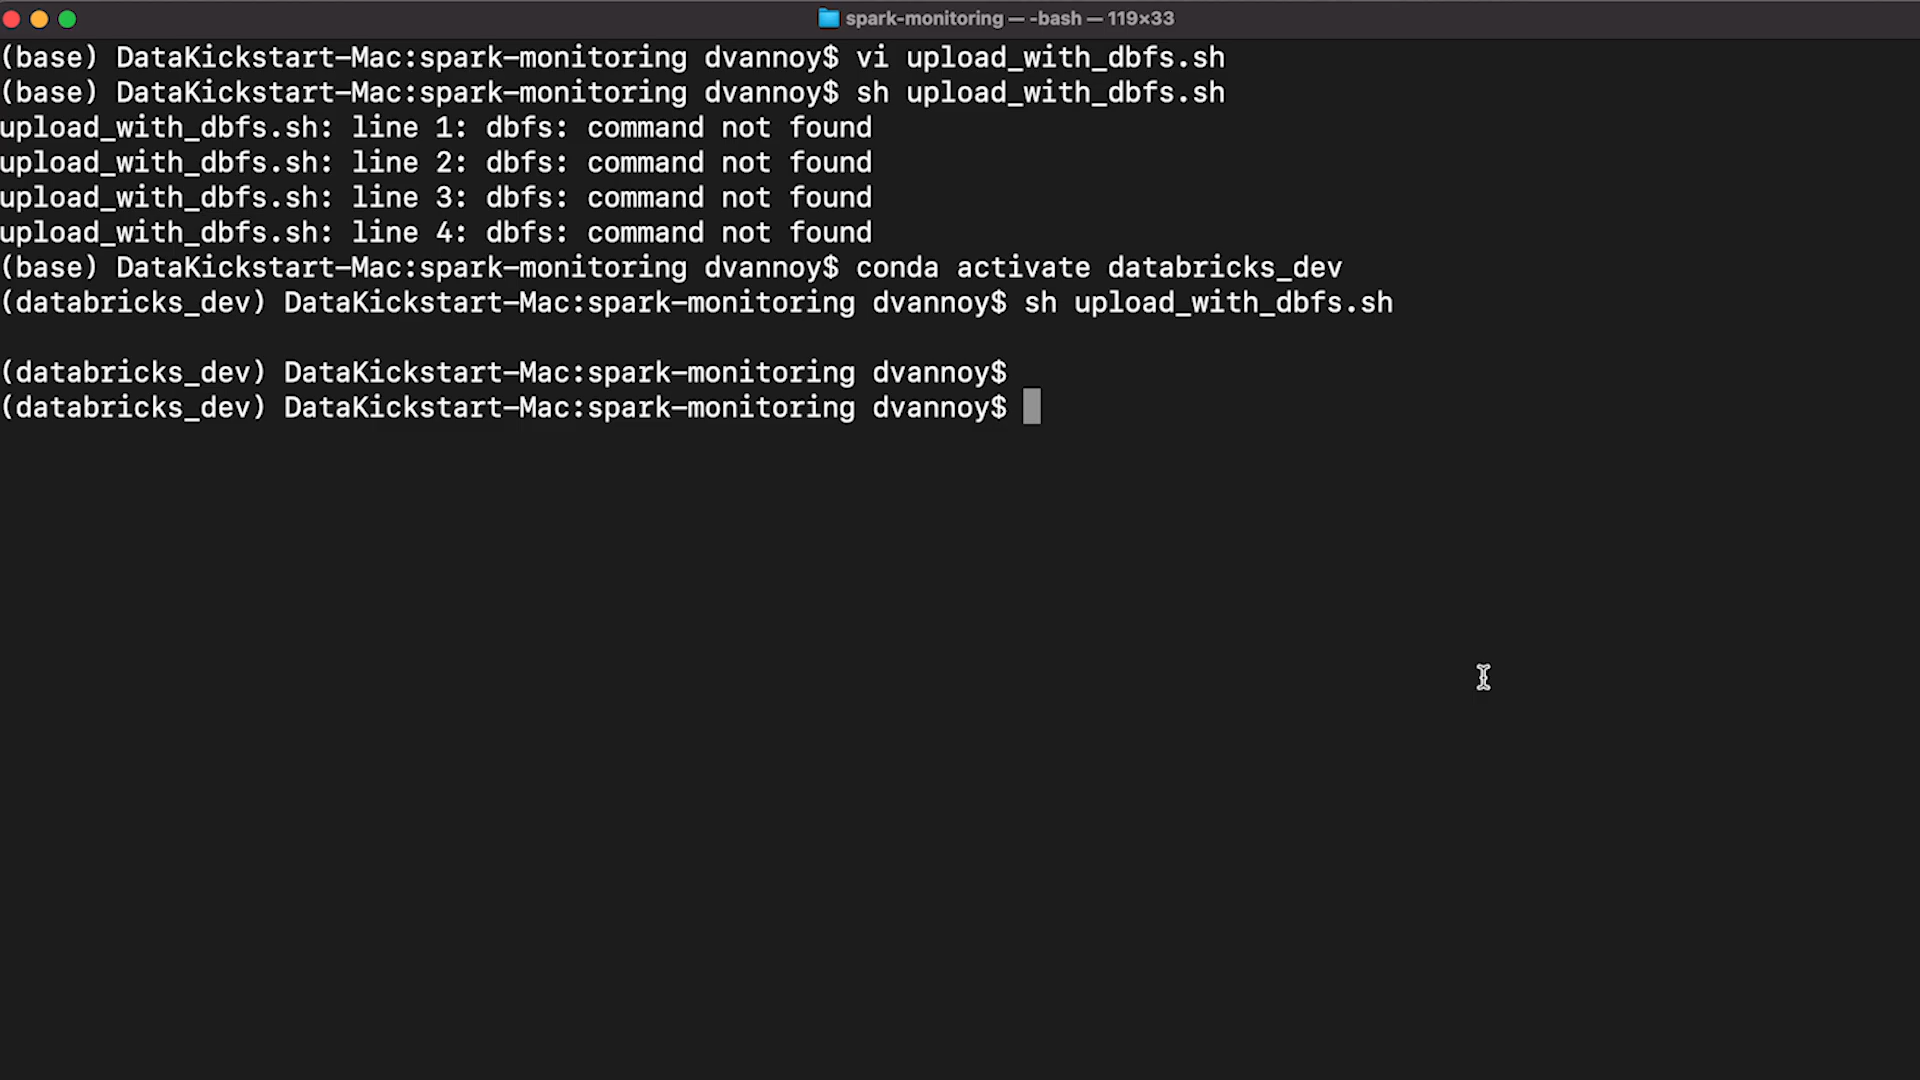 spark-monitoring — -bash — 119×33
(base) DataKickstart-Mac:spark-monitoring dvannoy$ vi upload_with_dbfs.sh
(base) DataKickstart-Mac:spark-monitoring dvannoy$ sh upload_with_dbfs.sh
upload_with_dbfs.sh: line 1: dbfs: command not found
upload_with_dbfs.sh: line 2: dbfs: command not found
upload_with_dbfs.sh: line 3: dbfs: command not found
upload_with_dbfs.sh: line 4: dbfs: command not found
(base) DataKickstart-Mac:spark-monitoring dvannoy$ conda activate databricks_dev
(databricks_dev) DataKickstart-Mac:spark-monitoring dvannoy$ sh upload_with_dbfs.sh
(databricks_dev) DataKickstart-Mac:spark-monitoring dvannoy$
(databricks_dev) DataKickstart-Mac:spark-monitoring dvannoy$